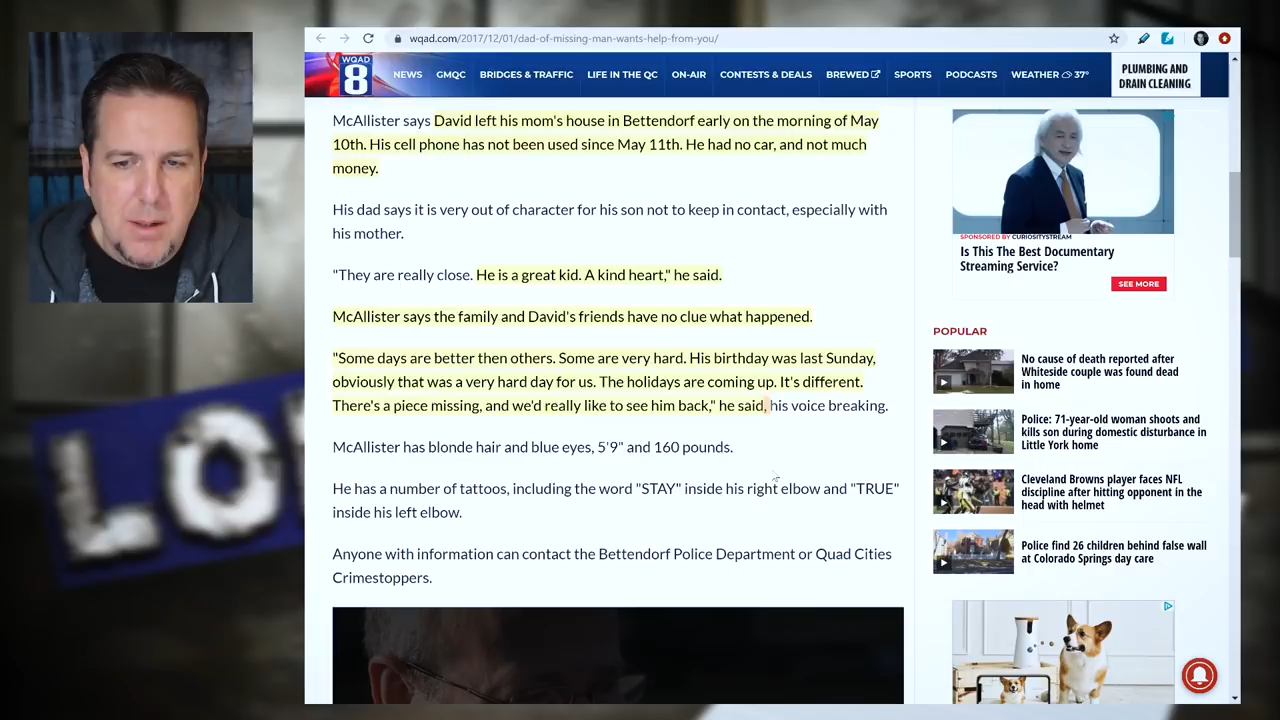 wqad.com/2017/12/01/dad-of-missing-man-wants-help-from-you/
WQAD
8
NEWS GMQC BRIDGES & TRAFFIC LIFE IN THE QC ON-AIR CONTESTS & DEALS BREWED SPORTS PODCASTS WEATHER 37°
PLUMBING AND
DRAIN CLEANING
McAllister says David left his mom's house in Bettendorf early on the morning of May
10th. His cell phone has not been used since May 11th. He had no car, and not much
money.
His dad says it is very out of character for his son not to keep in contact, especially with
his mother.
"They are really close. He is a great kid. A kind heart," he said.
McAllister says the family and David's friends have no clue what happened.
"Some days are better then others. Some are very hard. His birthday was last Sunday,
obviously that was a very hard day for us. The holidays are coming up. It's different.
There's a piece missing, and we'd really like to see him back," he said, his voice breaking.
McAllister has blonde hair and blue eyes, 5'9" and 160 pounds.
He has a number of tattoos, including the word "STAY" inside his right elbow and "TRUE"
inside his left elbow.
Anyone with information can contact the Bettendorf Police Department or Quad Cities
Crimestoppers.
SPONSORED BY CURIOSITYSTREAM
Is This The Best Documentary
Streaming Service?
SEE MORE
POPULAR
No cause of death reported after
Whiteside couple was found dead
in home
Police: 71-year-old woman shoots and
kills son during domestic disturbance in
Little York home
Cleveland Browns player faces NFL
discipline after hitting opponent in the
head with helmet
Police find 26 children behind false wall
at Colorado Springs day care
LO